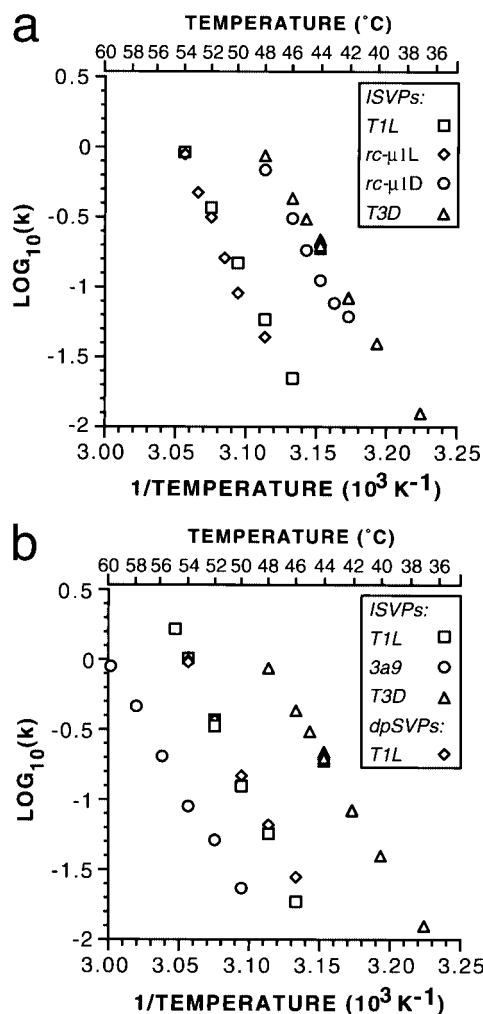 a
TEMPERATURE (˚C)
60 58 56 54 52 50 48 46 44 42 40 38 36
0.5
0
-0.5
-1
-1.5
-2
LOG10(k)
ISVPs:
T1L
rc-μ1L
rc-μ1D
T3D
3.00 3.05 3.10 3.15 3.20 3.25
1/TEMPERATURE (10³ K⁻¹)
b
TEMPERATURE (˚C)
60 58 56 54 52 50 48 46 44 42 40 38 36
0.5
0
-0.5
-1
-1.5
-2
LOG10(k)
ISVPs:
T1L
3a9
T3D
dpSVPs:
T1L
3.00 3.05 3.10 3.15 3.20 3.25
1/TEMPERATURE (10³ K⁻¹)